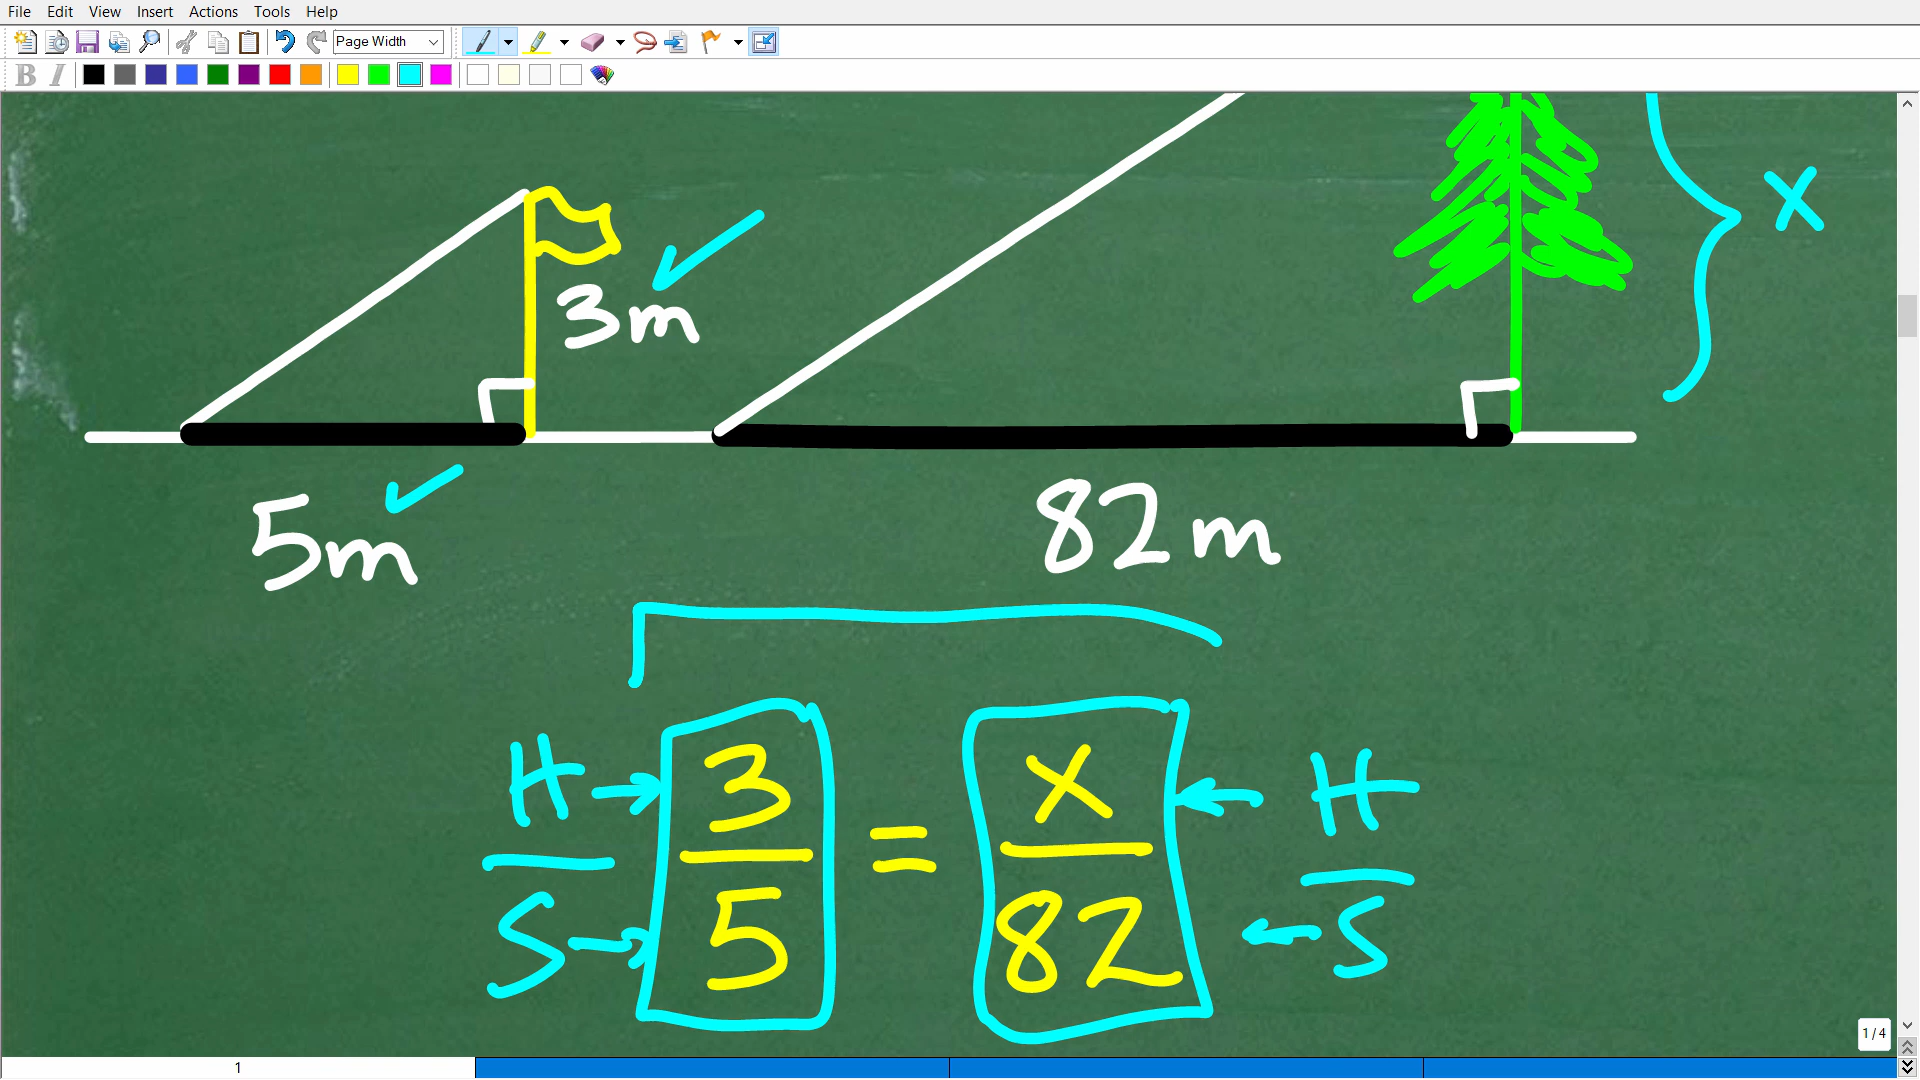 File Edit View Insert Actions Tools Help
Page Width
B I
X
3m
5m
82m
H 3 = X H
S 5 82 S
1 / 4
1